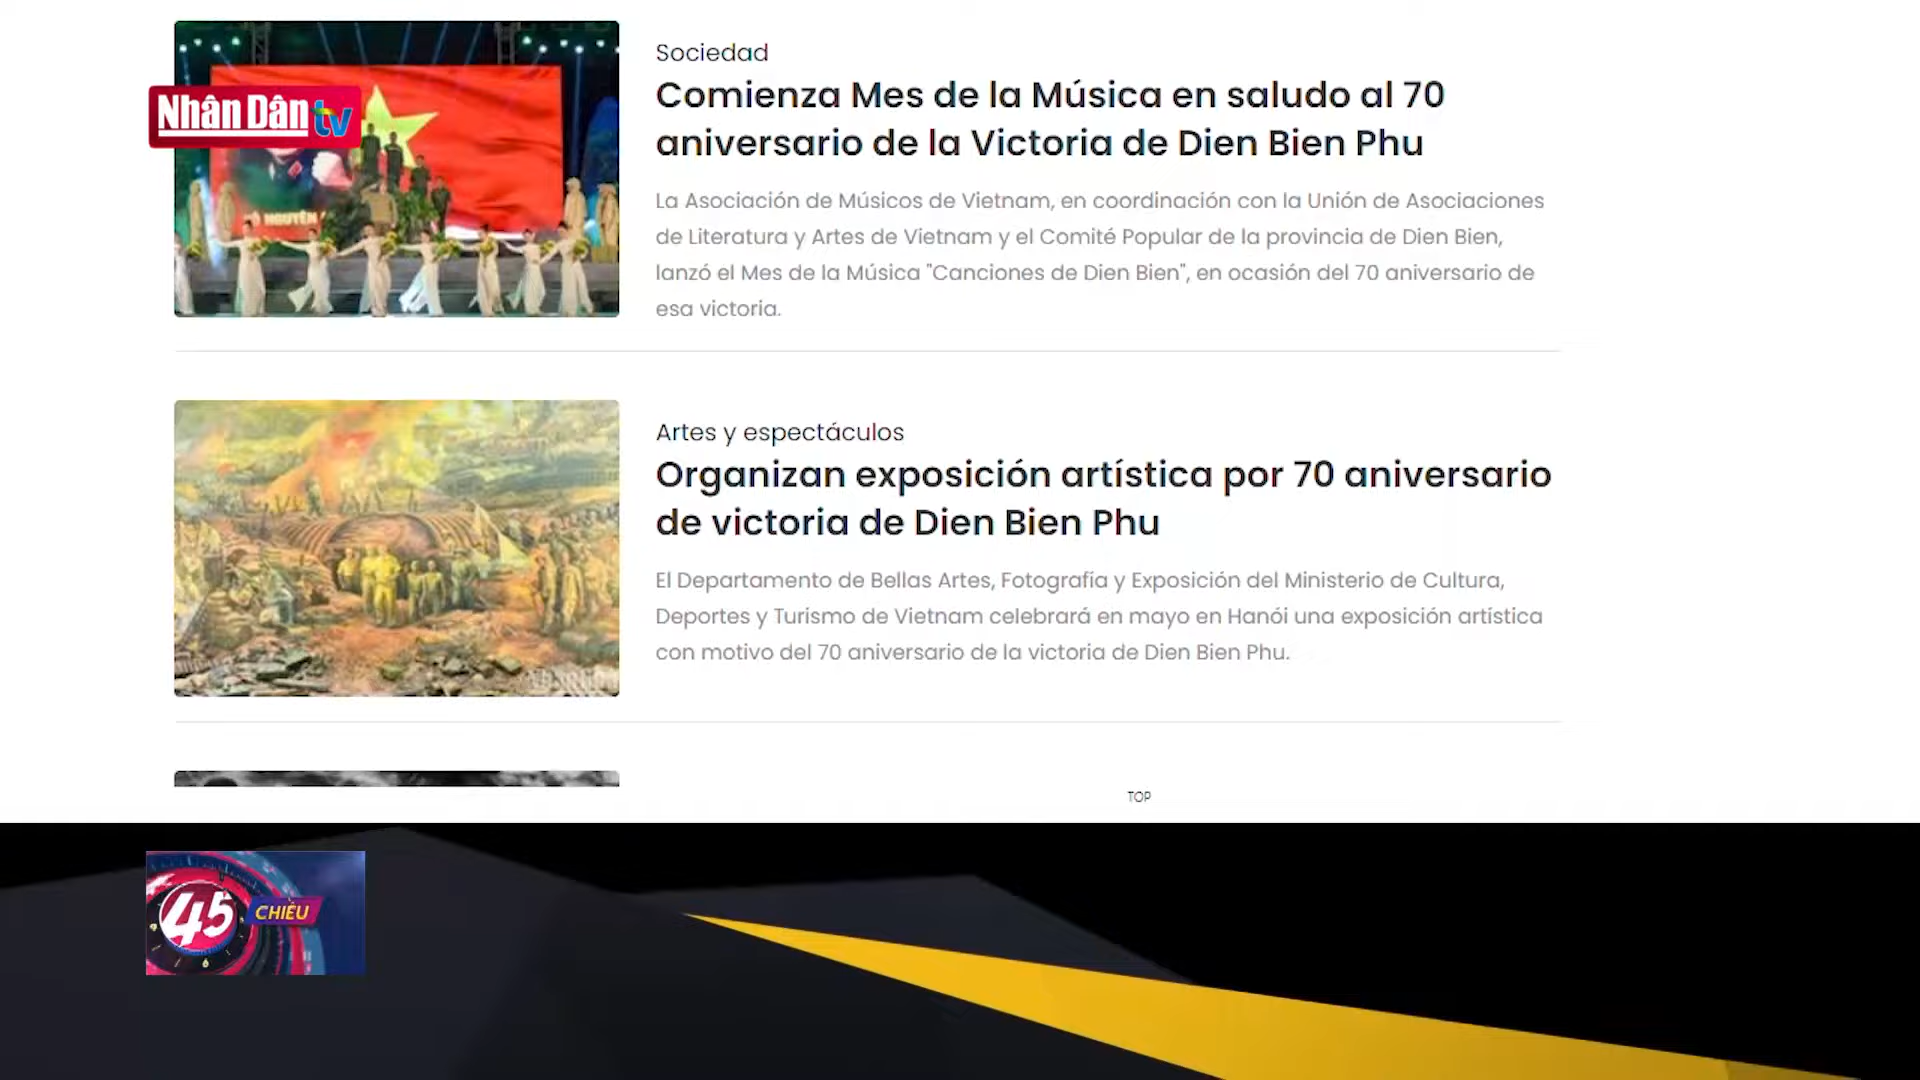 Sociedad
Comienza Mes de la Música en saludo al 70
aniversario de la Victoria de Dien Bien Phu
La Asociación de Músicos de Vietnam, en coordinación con la Unión de Asociaciones
de Literatura y Artes de Vietnam y el Comité Popular de la provincia de Dien Bien,
lanzó el Mes de la Música "Canciones de Dien Bien", en ocasión del 70 aniversario de
esa victoria.
Nhân Dân tv
NGUYÊN
Artes y espectáculos
Organizan exposición artística por 70 aniversario
de victoria de Dien Bien Phu
El Departamento de Bellas Artes, Fotografía y Exposición del Ministerio de Cultura,
Deportes y Turismo de Vietnam celebrará en mayo en Hanói una exposición artística
con motivo del 70 aniversario de la victoria de Dien Bien Phu.
TOP
45 CHIỀU